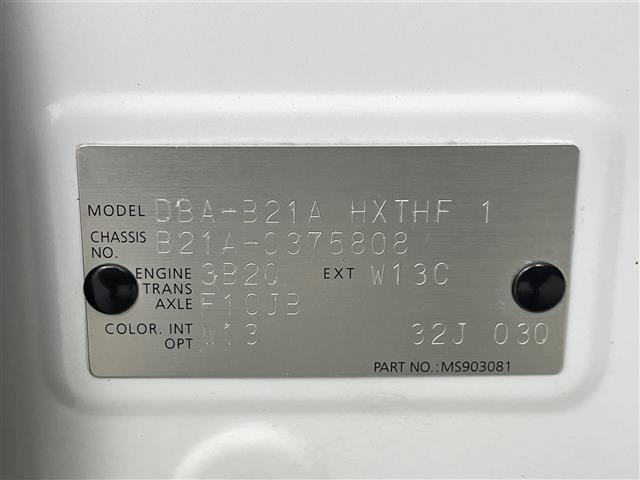 MODEL DBA-B21A HXTHF 1
CHASSIS NO. B21A-0375808
ENGINE 3B20 EXT W13C
TRANS AXLE F1CJB
COLOR. INT OPT W13 32J 03Q
PART NO.:MS903081